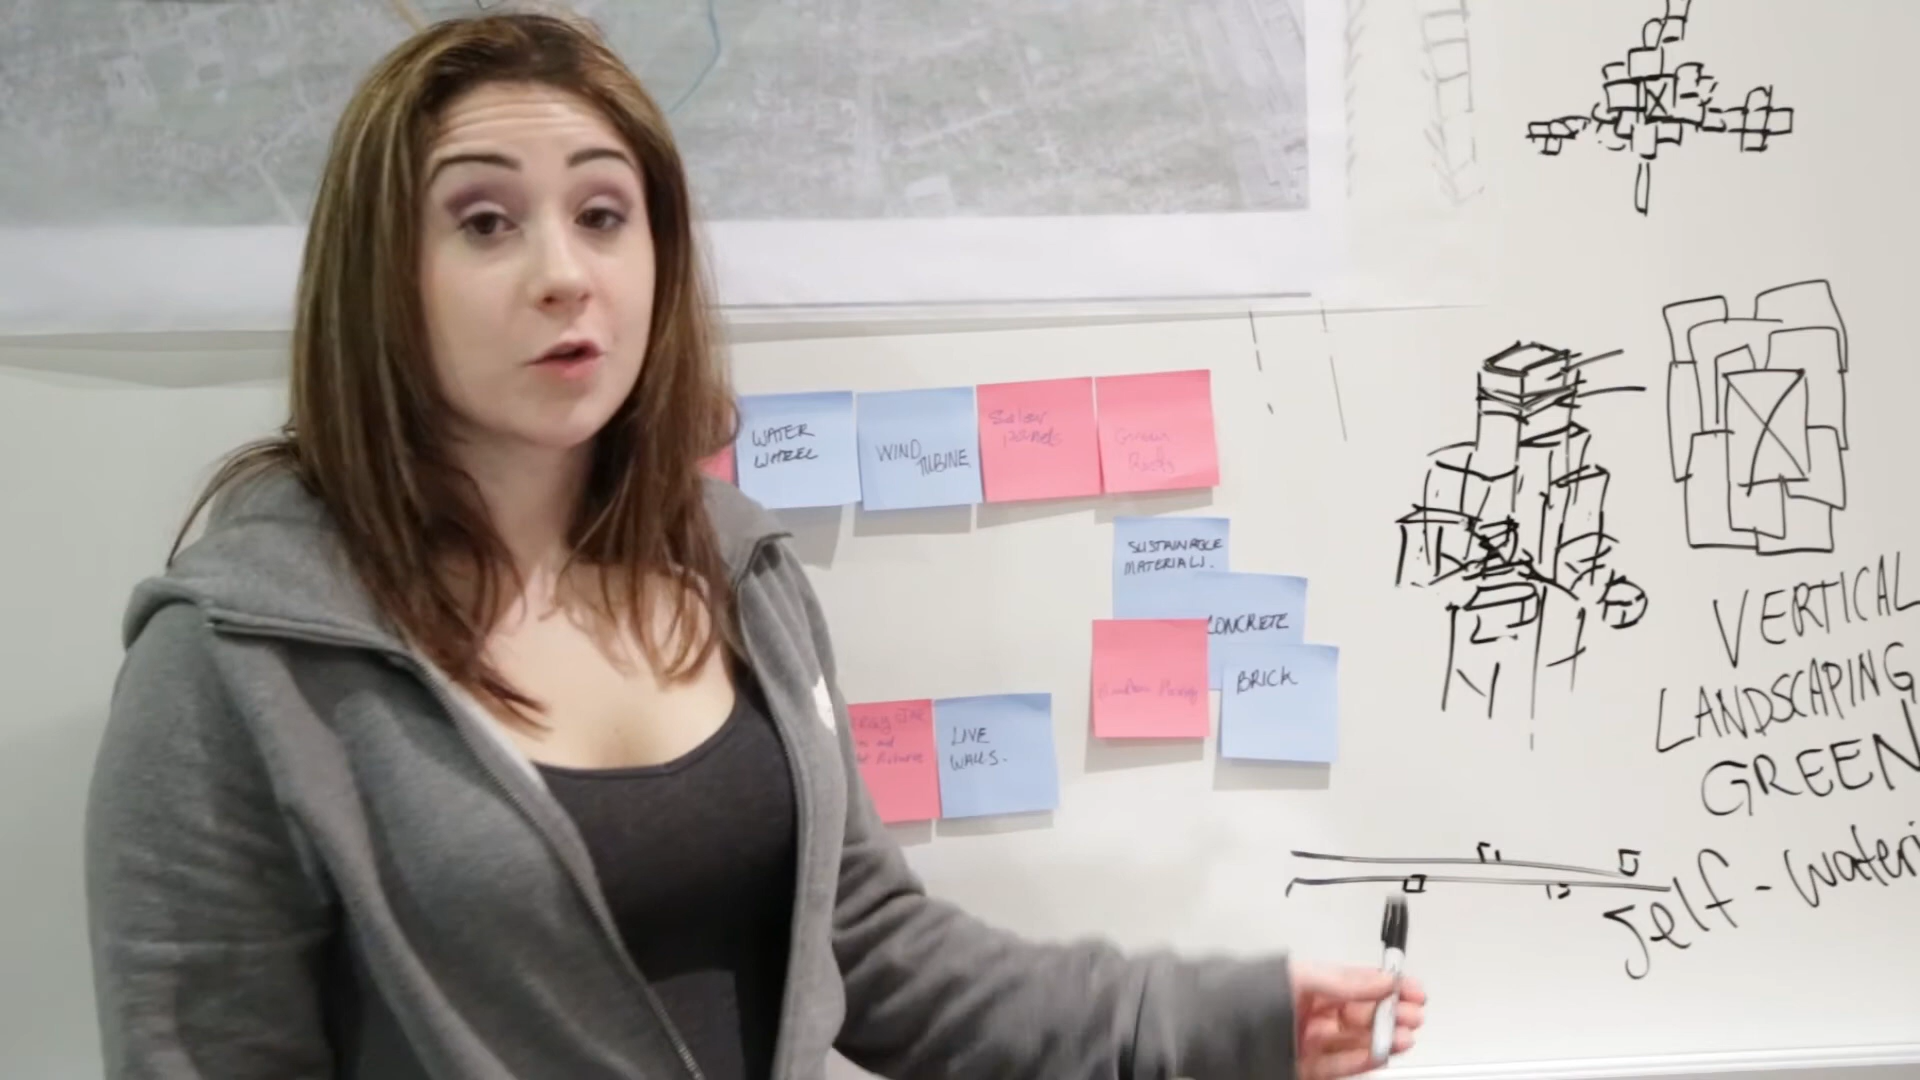 WATER
WHEEL
WIND
TUBINE
Solar
panels
Green
Roofs
SUSTAINABLE
MATERIALS.
CONCRETE
BRICK
LIVE
WALLS.
VERTICAL
LANDSCAPING
GREEN
self-wateri